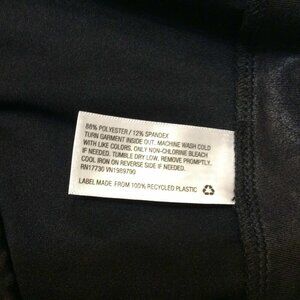 88% POLYESTER / 12% SPANDEX
TURN GARMENT INSIDE OUT. MACHINE WASH COLD
WITH LIKE COLORS. ONLY NON-CHLORINE BLEACH
IF NEEDED. TUMBLE DRY LOW. REMOVE PROMPTLY.
COOL IRON ON REVERSE SIDE IF NEEDED.
RN17730 VN1989790
LABEL MADE FROM 100% RECYCLED PLASTIC